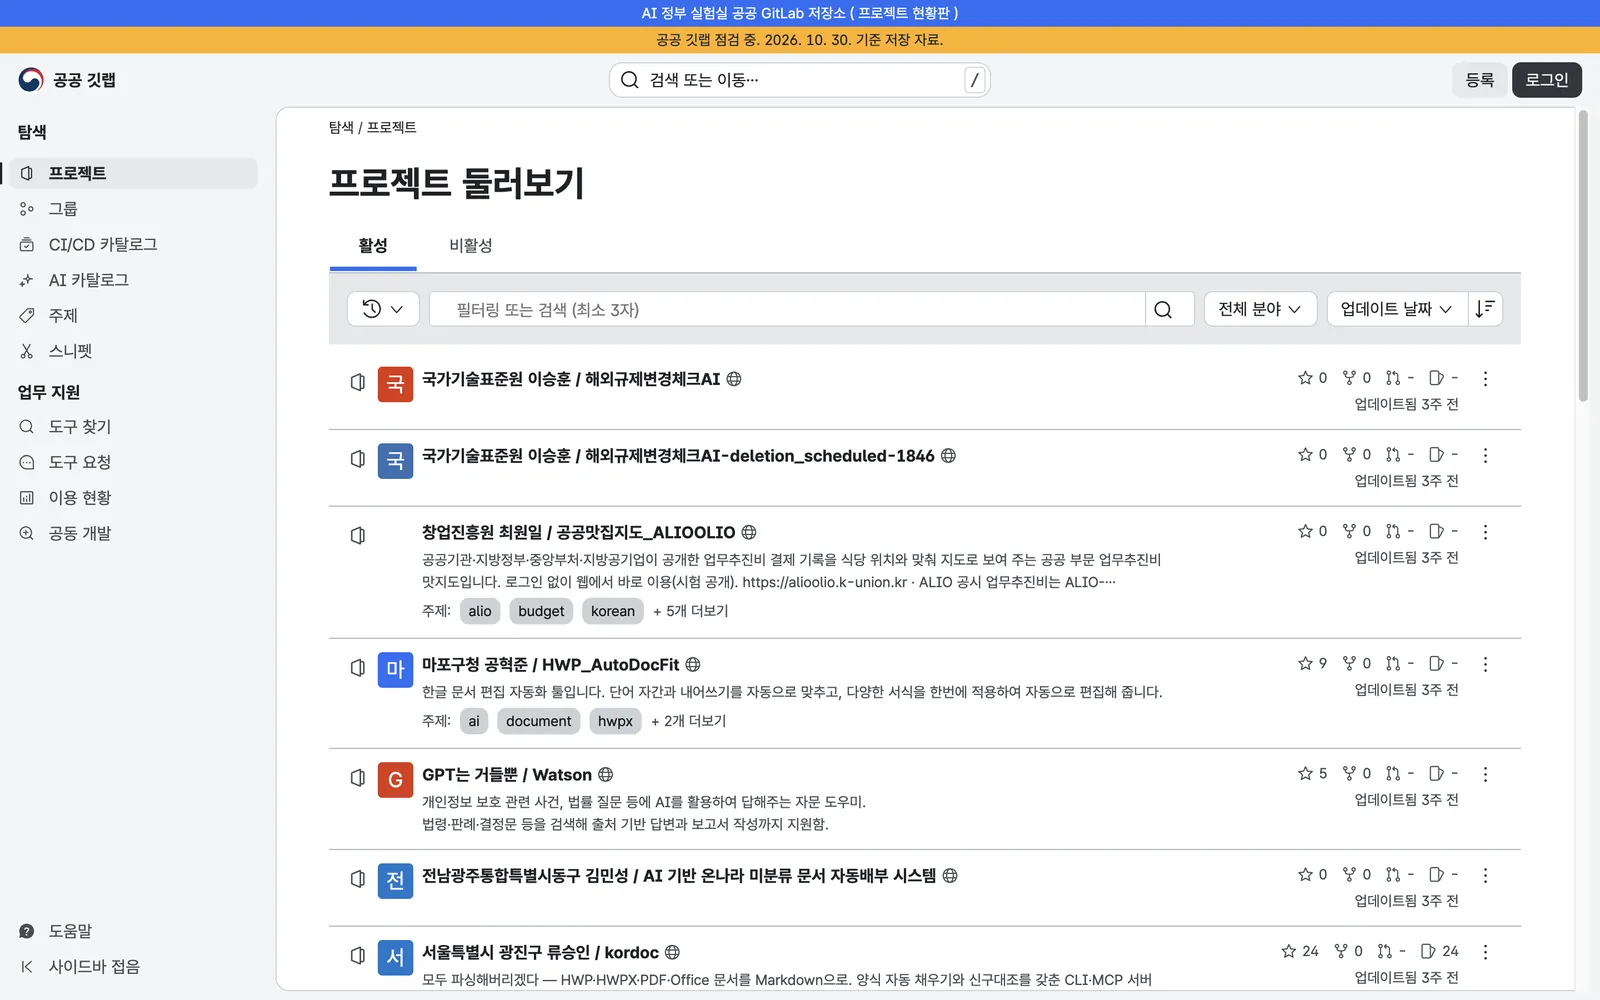 AI 정부 실험실 공공 GitLab 저장소 ( 프로젝트 현황판 )
공공 깃랩 점검 중. 2026. 10. 30. 기준 저장 자료.
공공 깃랩
검색 또는 이동…
/
등록
로그인
탐색
프로젝트
그룹
CI/CD 카탈로그
AI 카탈로그
주제
스니펫
업무 지원
도구 찾기
도구 요청
이용 현황
공동 개발
도움말
사이드바 접음
탐색 / 프로젝트
프로젝트 둘러보기
활성
비활성
필터링 또는 검색 (최소 3자)
전체 분야
업데이트 날짜
국
국가기술표준원 이승훈 / 해외규제변경체크AI
0 0 - -
업데이트됨 3주 전
국
국가기술표준원 이승훈 / 해외규제변경체크AI-deletion_scheduled-1846
0 0 - -
업데이트됨 3주 전
창업진흥원 최원일 / 공공맛집지도_ALIOOLIO
0 0 - -
업데이트됨 3주 전
공공기관·지방정부·중앙부처·지방공기업이 공개한 업무추진비 결제 기록을 식당 위치와 맞춰 지도로 보여 주는 공공 부문 업무추진비
맛지도입니다. 로그인 없이 웹에서 바로 이용(시험 공개). https://alioolio.k-union.kr · ALIO 공시 업무추진비는 ALIO-…
주제: alio budget korean + 5개 더보기
마
마포구청 공혁준 / HWP_AutoDocFit
9 0 - -
업데이트됨 3주 전
한글 문서 편집 자동화 툴입니다. 단어 자간과 내어쓰기를 자동으로 맞추고, 다양한 서식을 한번에 적용하여 자동으로 편집해 줍니다.
주제: ai document hwpx + 2개 더보기
G
GPT는 거들뿐 / Watson
5 0 - -
업데이트됨 3주 전
개인정보 보호 관련 사건, 법률 질문 등에 AI를 활용하여 답해주는 자문 도우미.
법령·판례·결정문 등을 검색해 출처 기반 답변과 보고서 작성까지 지원함.
전
전남광주통합특별시동구 김민성 / AI 기반 온나라 미분류 문서 자동배부 시스템
0 0 - -
업데이트됨 3주 전
서
서울특별시 광진구 류승인 / kordoc
24 0 - 24
업데이트됨 3주 전
모두 파싱해버리겠다 — HWP·HWPX·PDF·Office 문서를 Markdown으로. 양식 자동 채우기와 신구대조를 갖춘 CLI·MCP 서버